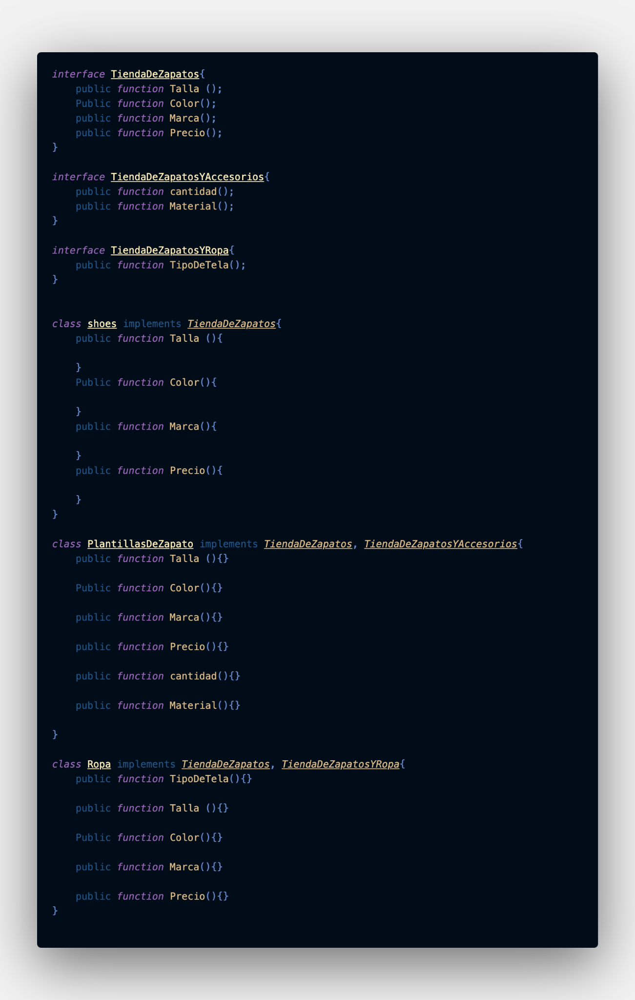 interface TiendaDeZapatos{
    public function Talla ();
    Public function Color();
    public function Marca();
    public function Precio();
}

interface TiendaDeZapatosYAccesorios{
    public function cantidad();
    public function Material();
}

interface TiendaDeZapatosYRopa{
    public function TipoDeTela();
}


class shoes implements TiendaDeZapatos{
    public function Talla (){

    }
    Public function Color(){

    }
    public function Marca(){

    }
    public function Precio(){

    }
}

class PlantillasDeZapato implements TiendaDeZapatos, TiendaDeZapatosYAccesorios{
    public function Talla (){}

    Public function Color(){}

    public function Marca(){}

    public function Precio(){}

    public function cantidad(){}

    public function Material(){}

}

class Ropa implements TiendaDeZapatos, TiendaDeZapatosYRopa{
    public function TipoDeTela(){}

    public function Talla (){}

    Public function Color(){}

    public function Marca(){}

    public function Precio(){}
}